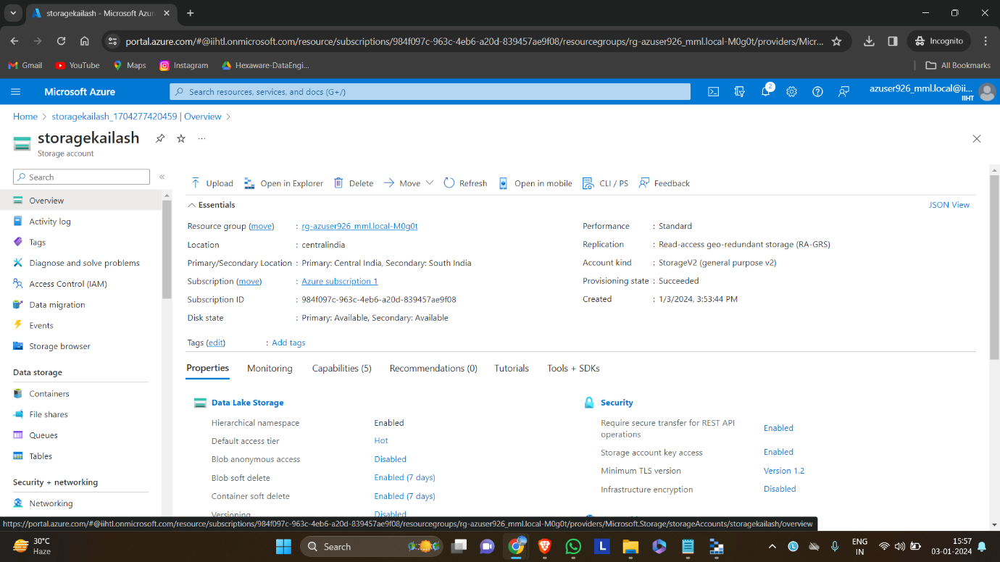 storagekailash - Microsoft Azur
portal.azure.com/#@iihtl.onmicrosoft.com/resource/subscriptions/984f097c-963c-4eb6-a20d-839457ae9f08/resourcegroups/rg-azuser926_mml.local-M0g0t/providers/Micr...
Incognito
Gmail YouTube Maps Instagram Hexaware-DataEngi... All Bookmarks
Microsoft Azure
Search resources, services, and docs (G+/)
2
azuser926_mml.local@ii...
IIHT
Home > storagekailash_1704277420459 | Overview >
storagekailash
Storage account
Search
Overview
Activity log
Tags
Diagnose and solve problems
Access Control (IAM)
Data migration
Events
Storage browser
Data storage
Containers
File shares
Queues
Tables
Security + networking
Networking
Upload Open in Explorer Delete Move Refresh Open in mobile CLI / PS Feedback
Essentials
JSON View
Resource group (move) : rg-azuser926_mml.local-M0g0t
Location : centralindia
Primary/Secondary Location : Primary: Central India, Secondary: South India
Subscription (move) : Azure subscription 1
Subscription ID : 984f097c-963c-4eb6-a20d-839457ae9f08
Disk state : Primary: Available, Secondary: Available
Performance : Standard
Replication : Read-access geo-redundant storage (RA-GRS)
Account kind : StorageV2 (general purpose v2)
Provisioning state : Succeeded
Created : 1/3/2024, 3:53:44 PM
Tags (edit) : Add tags
Properties Monitoring Capabilities (5) Recommendations (0) Tutorials Tools + SDKs
Data Lake Storage
Hierarchical namespace Enabled
Default access tier Hot
Blob anonymous access Disabled
Blob soft delete Enabled (7 days)
Container soft delete Enabled (7 days)
Versioning Disabled
Security
Require secure transfer for REST API
operations Enabled
Storage account key access Enabled
Minimum TLS version Version 1.2
Infrastructure encryption Disabled
https://portal.azure.com/#@iihtl.onmicrosoft.com/resource/subscriptions/984f097c-963c-4eb6-a20d-839457ae9f08/resourcegroups/rg-azuser926_mml.local-M0g0t/providers/Microsoft.Storage/storageAccounts/storagekailash/overview
30°C
Haze
Search
L
ENG
IN
15:57
03-01-2024